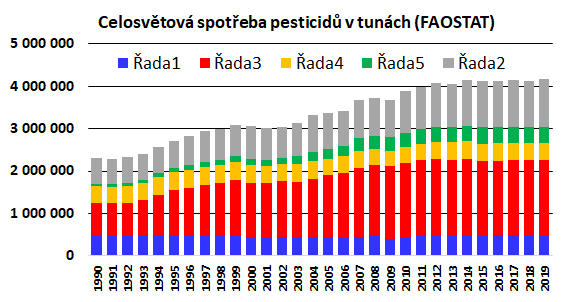 Celosvětová spotřeba pesticidů v tunách (FAOSTAT)
5 000 000
Řada1 Řada3 Řada4 Řada5 Řada2
4 000 000
3 000 000
2 000 000
1 000 000
0
1990 1991 1992 1993 1994 1995 1996 1997 1998 1999 2000 2001 2002 2003 2004 2005 2006 2007 2008 2009 2010 2011 2012 2013 2014 2015 2016 2017 2018 2019